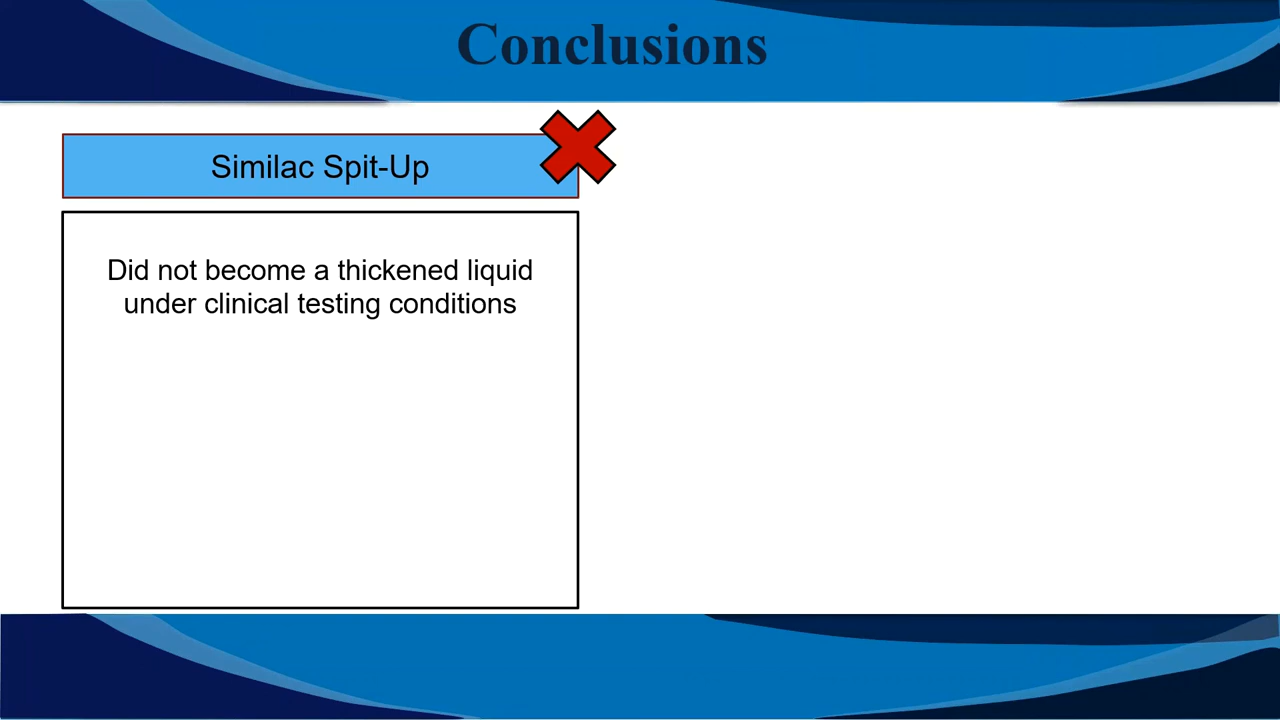 Conclusions
Similac Spit-Up
Did not become a thickened liquid
under clinical testing conditions